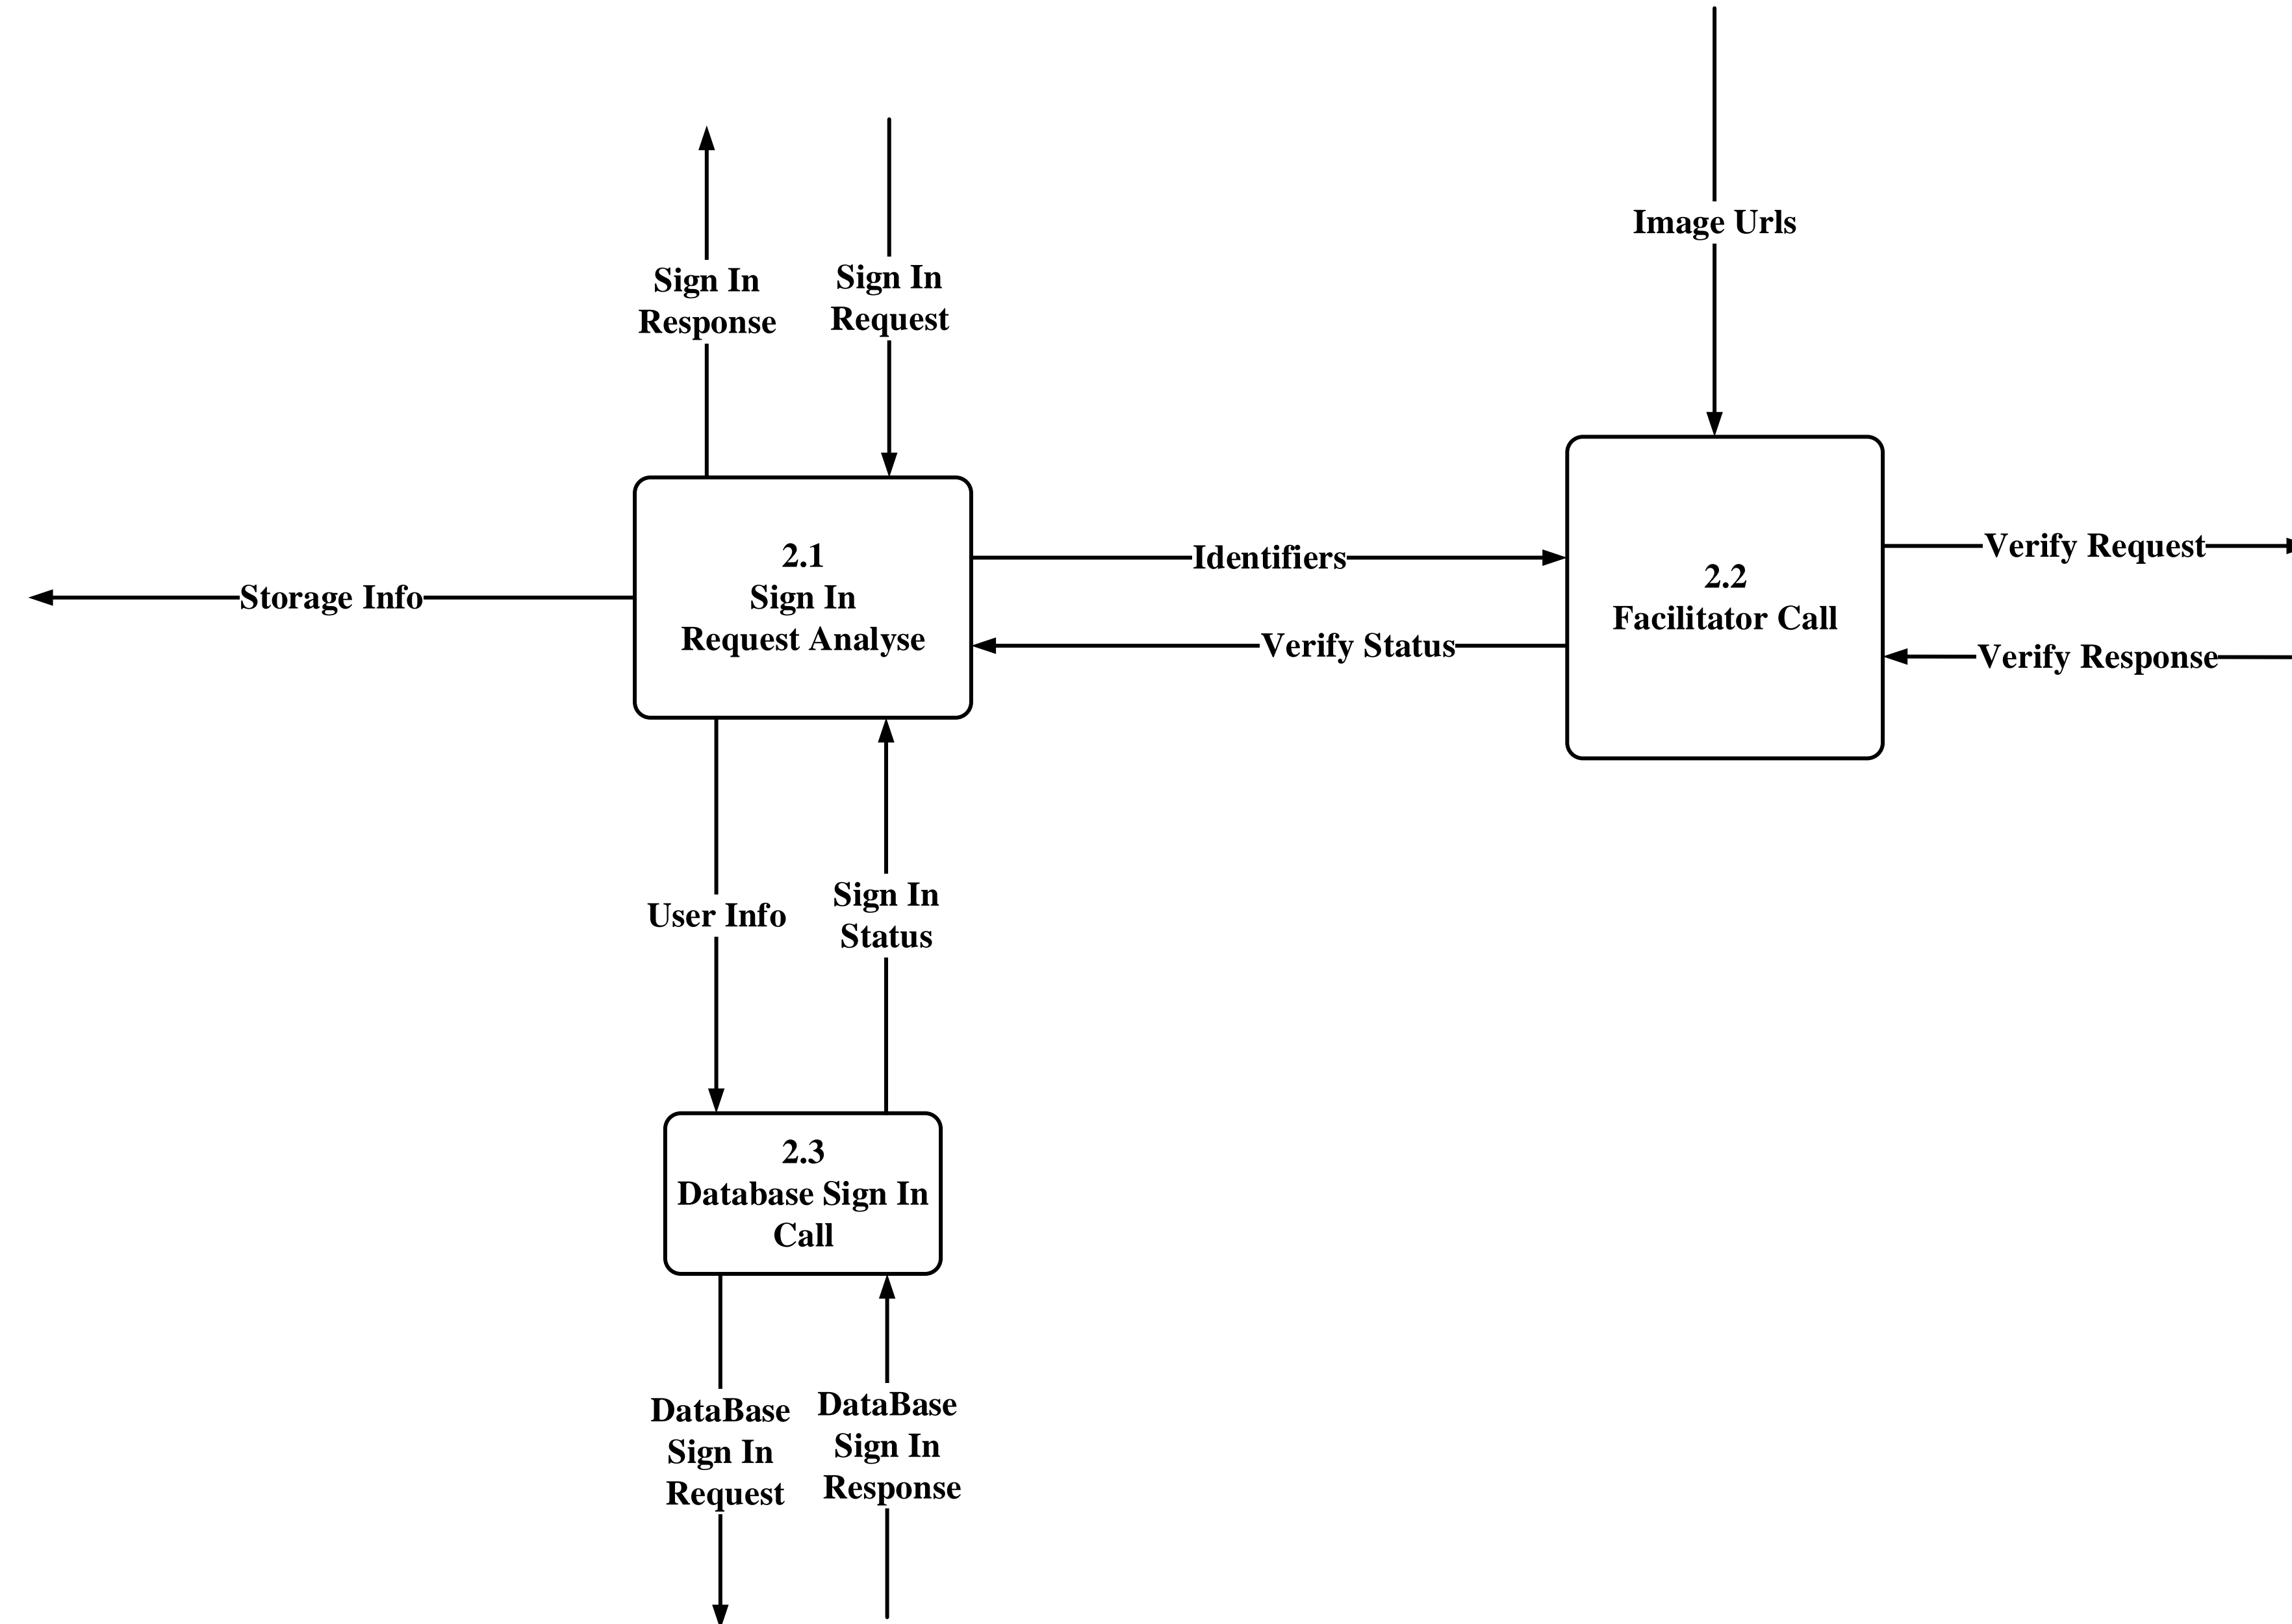 Image Urls
Sign In
Response
Sign In
Request
2.1
Sign In
Request Analyse
Identifiers
Verify Status
Storage Info
2.2
Facilitator Call
Verify Request
Verify Response
User Info
Sign In
Status
2.3
Database Sign In
Call
DataBase
Sign In
Request
DataBase
Sign In
Response